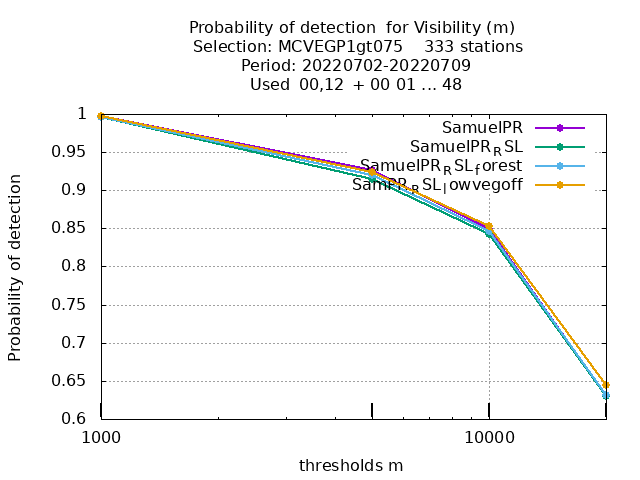 Probability of detection  for Visibility (m)
Selection: MCVEGP1gt075    333 stations
Period: 20220702-20220709
Used  00,12  + 00 01 ... 48
SamuelPR
SamuelPR_RSL
SamuelPR_RSL_forest
SamPR_RSL_lowvegoff
1
0.95
0.9
0.85
0.8
0.75
0.7
0.65
0.6
Probability of detection
1000
10000
thresholds m